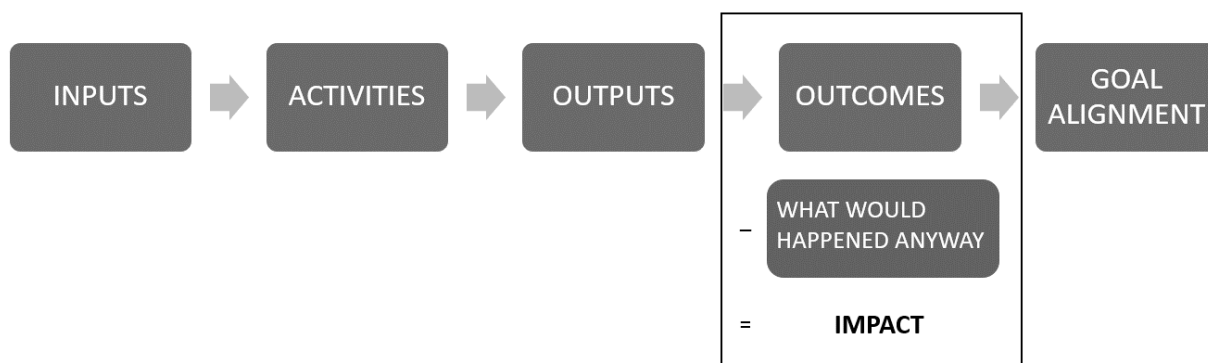 INPUTS
ACTIVITIES
OUTPUTS
OUTCOMES
GOAL
ALIGNMENT
– WHAT WOULD
HAPPENED ANYWAY
= IMPACT